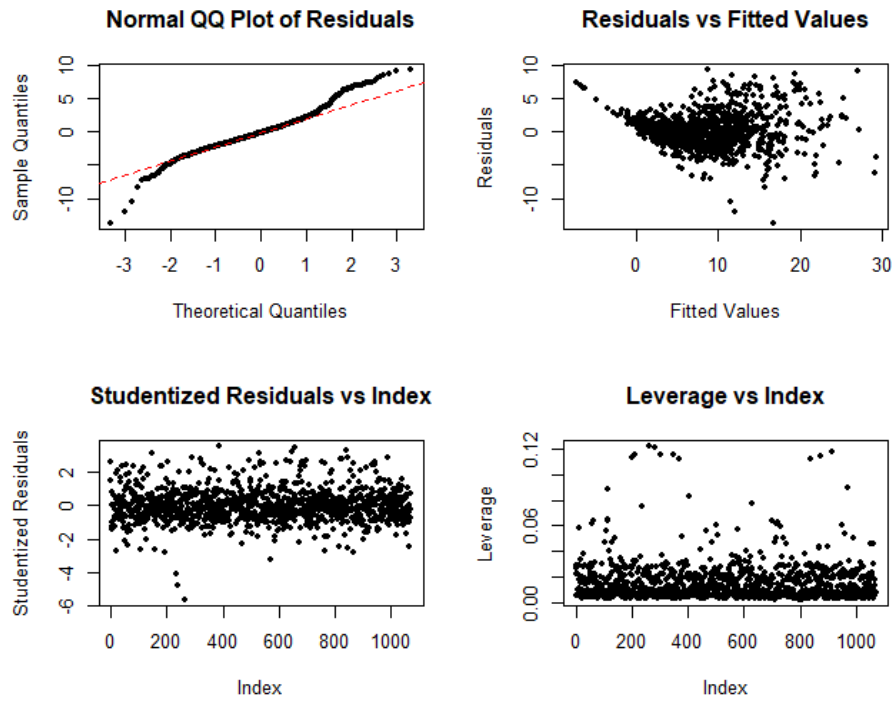 Normal QQ Plot of Residuals
Sample Quantiles
10
5
0
-10
-3 -2 -1 0 1 2 3
Theoretical Quantiles
Residuals vs Fitted Values
Residuals
10
5
0
-10
0 10 20 30
Fitted Values
Studentized Residuals vs Index
Studentized Residuals
2
0
-2
-4
-6
0 200 400 600 800 1000
Index
Leverage vs Index
Leverage
0.12
0.06
0.00
0 200 400 600 800 1000
Index